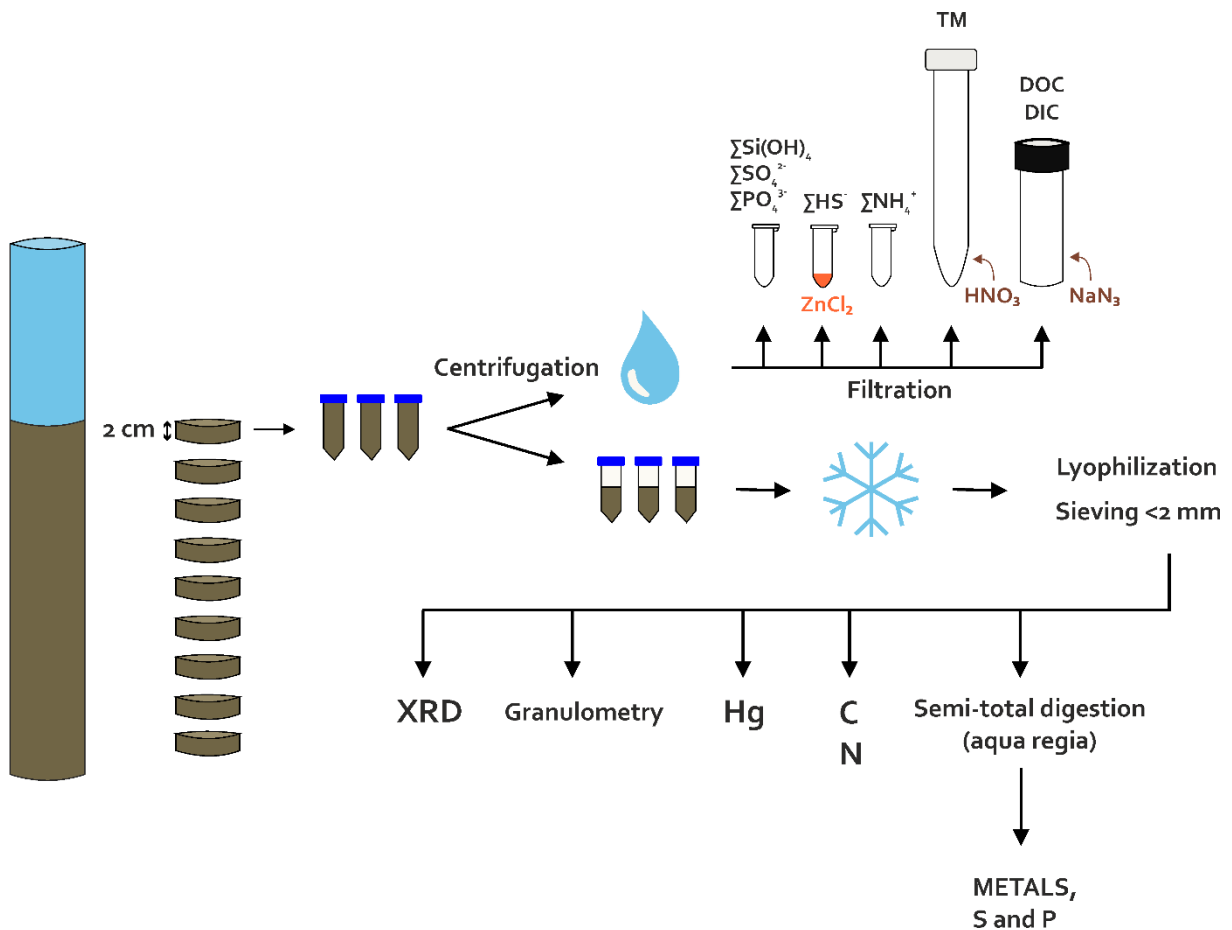 TM
DOC
DIC
∑Si(OH)₄
∑SO₄²⁻
∑PO₄³⁻
∑HS⁻
∑NH₄⁺
HNO₃
NaN₃
ZnCl₂
Centrifugation
Filtration
2 cm
Lyophilization
Sieving <2 mm
XRD
Granulometry
Hg
C
N
Semi-total digestion
(aqua regia)
METALS,
S and P